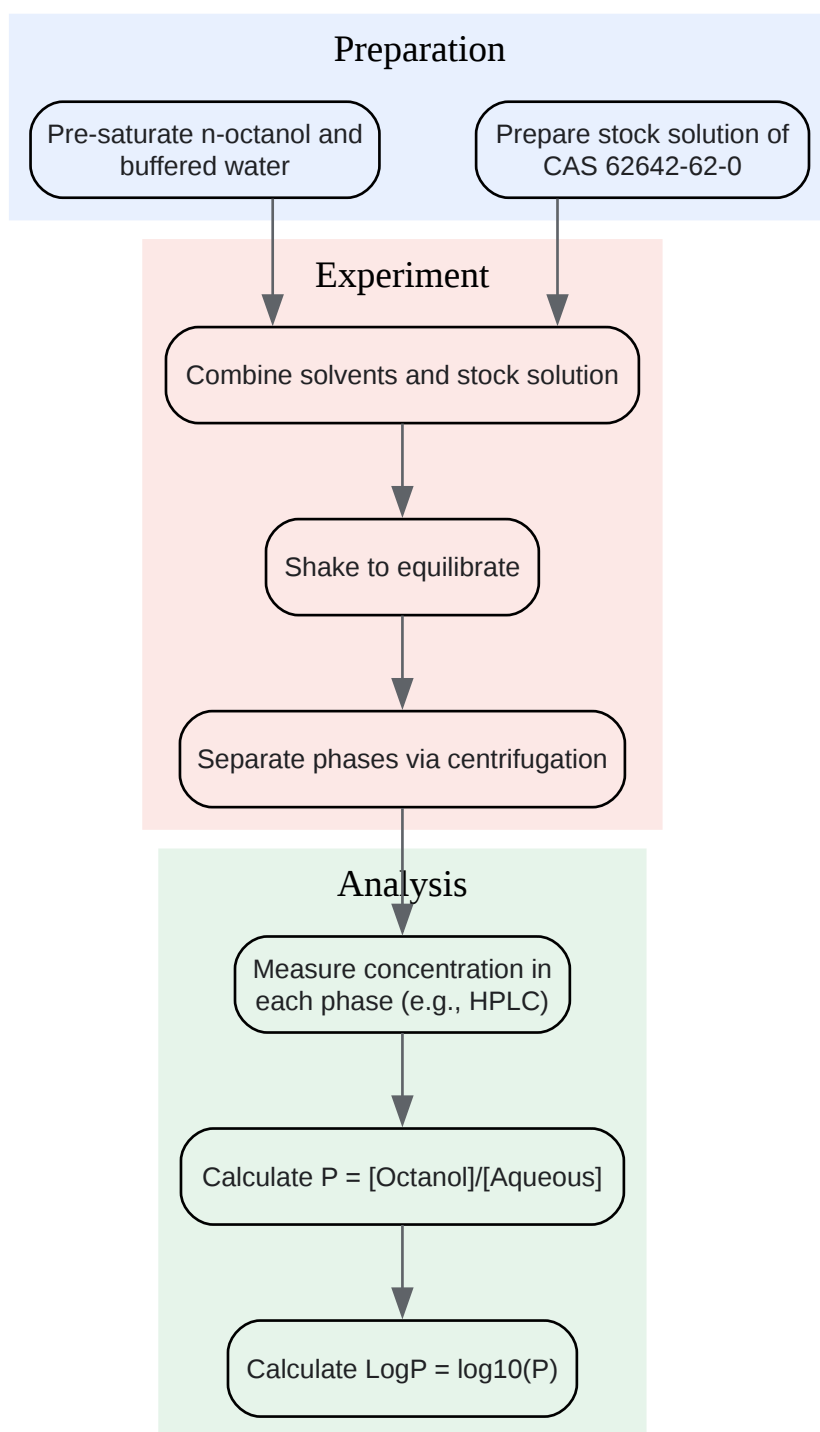 Preparation
Pre-saturate n-octanol and
buffered water
Prepare stock solution of
CAS 62642-62-0
Experiment
Combine solvents and stock solution
Shake to equilibrate
Separate phases via centrifugation
Analysis
Measure concentration in
each phase (e.g., HPLC)
Calculate P = [Octanol]/[Aqueous]
Calculate LogP = log10(P)